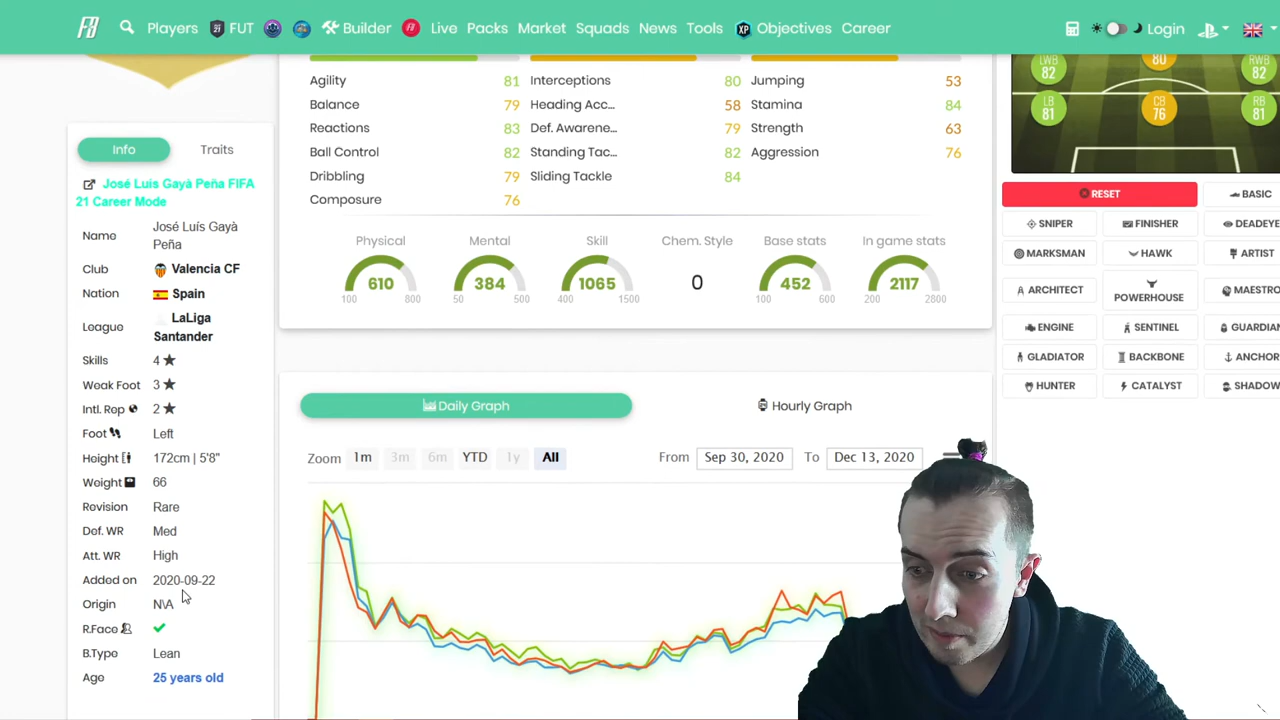 FB Players FUT Builder Live Packs Market Squads News Tools XP Objectives Career Login
Info Traits
José Luís Gayà Peña FIFA
21 Career Mode
Name José Luís Gayà
Peña
Club Valencia CF
Nation Spain
League LaLiga
Santander
Skills 4
Weak Foot 3
Intl. Rep 2
Foot Left
Height 172cm | 5'8"
Weight 66
Revision Rare
Def. WR Med
Att. WR High
Added on 2020-09-22
Origin N\A
R.Face
B.Type Lean
Age 25 years old
Agility 81 Interceptions 80 Jumping 53
Balance 79 Heading Acc... 58 Stamina 84
Reactions 83 Def. Awarene... 79 Strength 63
Ball Control 82 Standing Tac... 82 Aggression 76
Dribbling 79 Sliding Tackle 84
Composure 76
Physical Mental Skill Chem. Style Base stats In game stats
610 384 1065 0 452 2117
100 800 50 500 400 1500 100 600 200 2800
Daily Graph Hourly Graph
Zoom 1m 3m 6m YTD 1y All From Sep 30, 2020 To Dec 13, 2020
LWB 80 RWB
82 82
LB CB RB
81 76 81
RESET BASIC
SNIPER FINISHER DEADEYE
MARKSMAN HAWK ARTIST
ARCHITECT POWERHOUSE MAESTRO
ENGINE SENTINEL GUARDIAN
GLADIATOR BACKBONE ANCHOR
HUNTER CATALYST SHADOW